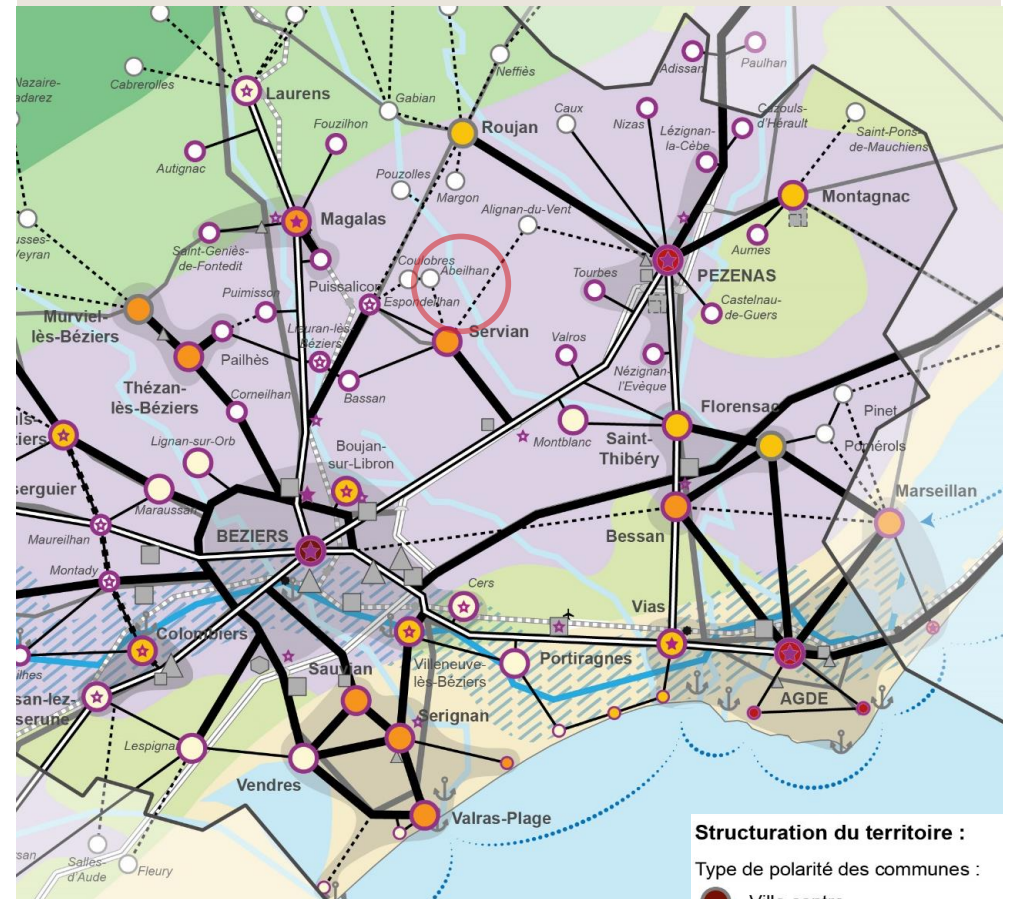 Nazaire-
adarez
Cabrerolles
Laurens
Gabian
Neffiès
Adissan
Paulhan
Fouzilhon
Roujan
Caux
Nizas
Lézignan-
la-Cèbe
Cazouls-
d'Hérault
Saint-Pons-
de-Mauchiens
Autignac
Pouzolles
Margon
Magalas
Alignan-du-Vent
Montagnac
Saint-Geniès-
de-Fontedit
Aumes
Coulobres
Abeilhan
Tourbes
PEZENAS
Puissalicon
Puimisson
Espondeilhan
Castelnau-
de-Guers
Murviel-
lès-Béziers
Lieuran-lès-
Béziers
Servian
Valros
Pailhès
Nézignan-
l'Evèque
Thézan-
lès-Béziers
Corneilhan
Bassan
Florensac
Pinet
Lignan-sur-Orb
Boujan-
sur-Libron
Montblanc
Saint-
Thibéry
Pomérols
Maraussan
Marseillan
Maureilhan
BEZIERS
Bessan
Montady
Cers
Vias
Colombiers
Sauvian
Villeneuve-
lès-Béziers
Portiragnes
AGDE
Serignan
Lespignan
Vendres
Valras-Plage
Salles-
d'Aude
Fleury
Structuration du territoire :
Type de polarité des communes :